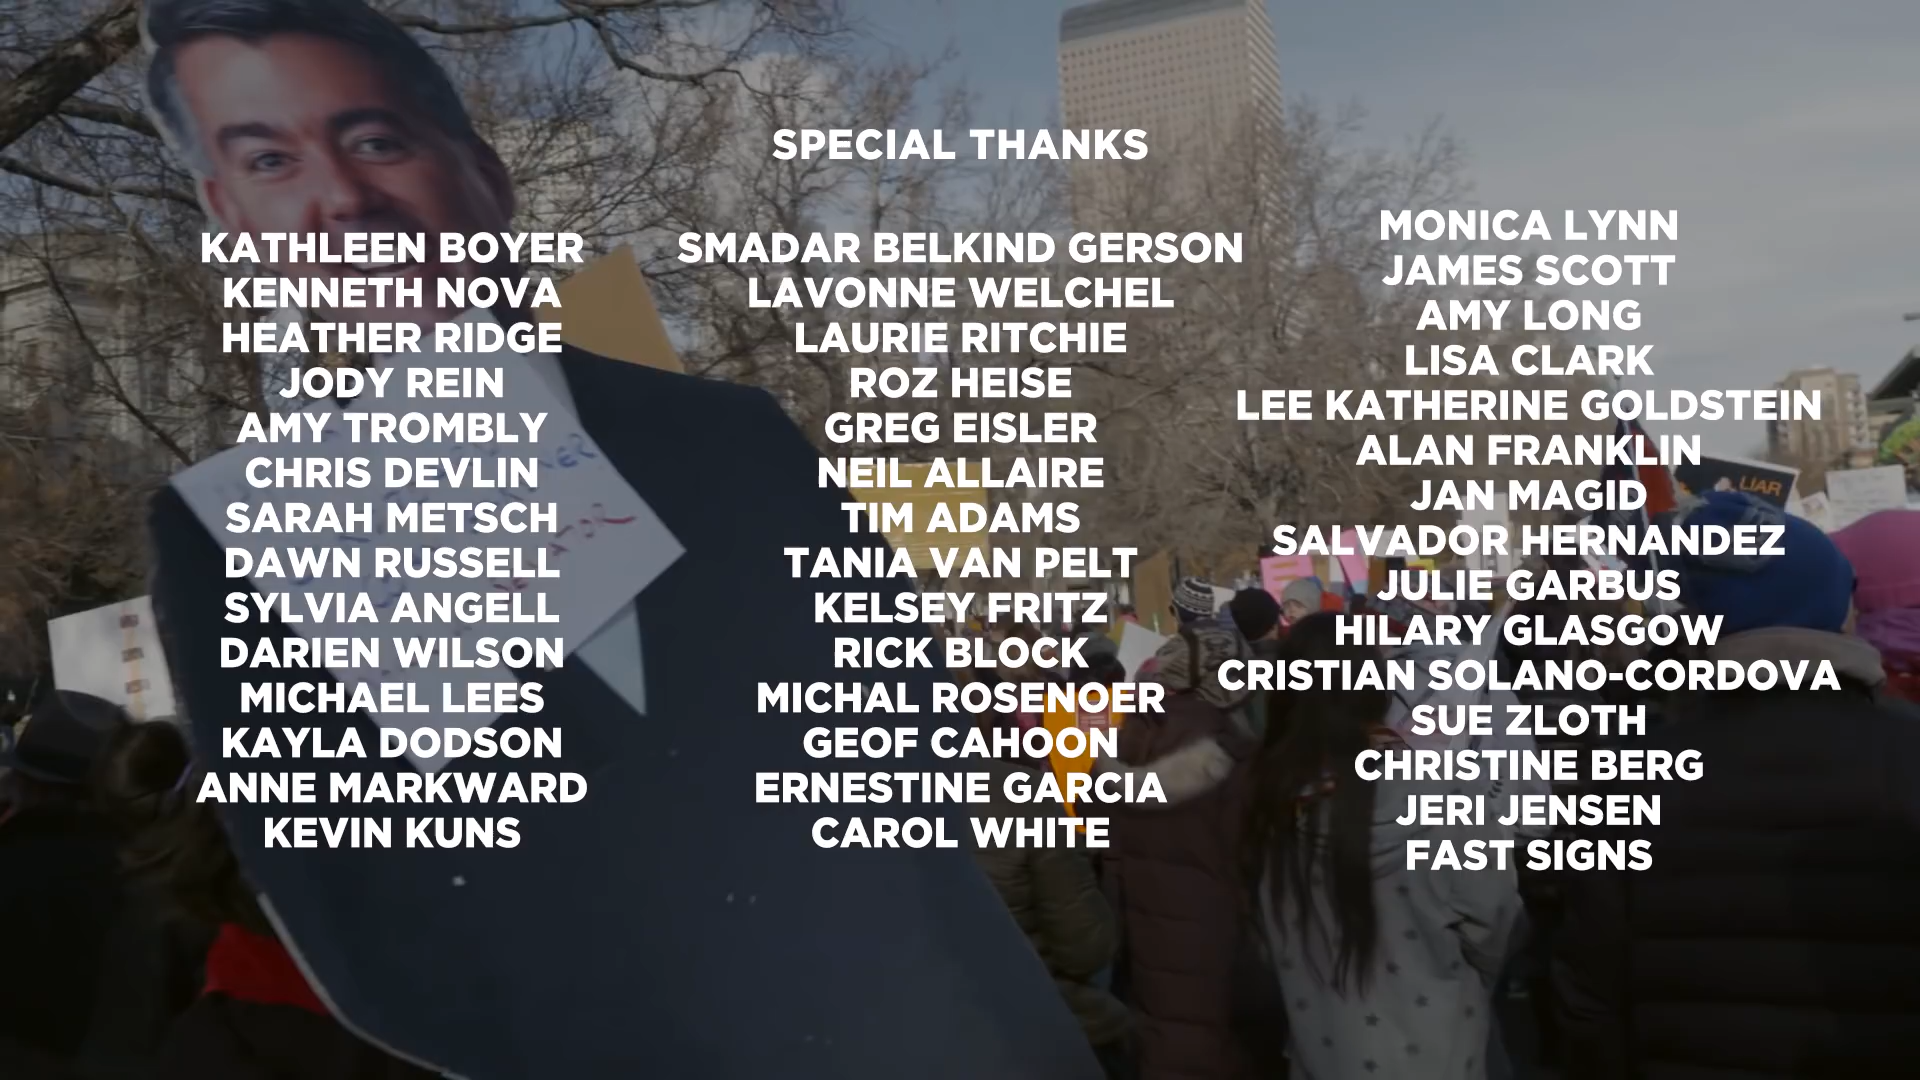 SPECIAL THANKS
KATHLEEN BOYER
KENNETH NOVA
HEATHER RIDGE
JODY REIN
AMY TROMBLY
CHRIS DEVLIN
SARAH METSCH
DAWN RUSSELL
SYLVIA ANGELL
DARIEN WILSON
MICHAEL LEES
KAYLA DODSON
ANNE MARKWARD
KEVIN KUNS
SMADAR BELKIND GERSON
LAVONNE WELCHEL
LAURIE RITCHIE
ROZ HEISE
GREG EISLER
NEIL ALLAIRE
TIM ADAMS
TANIA VAN PELT
KELSEY FRITZ
RICK BLOCK
MICHAL ROSENOER
GEOF CAHOON
ERNESTINE GARCIA
CAROL WHITE
MONICA LYNN
JAMES SCOTT
AMY LONG
LISA CLARK
LEE KATHERINE GOLDSTEIN
ALAN FRANKLIN
JAN MAGID
SALVADOR HERNANDEZ
JULIE GARBUS
HILARY GLASGOW
CRISTIAN SOLANO-CORDOVA
SUE ZLOTH
CHRISTINE BERG
JERI JENSEN
FAST SIGNS
LIAR